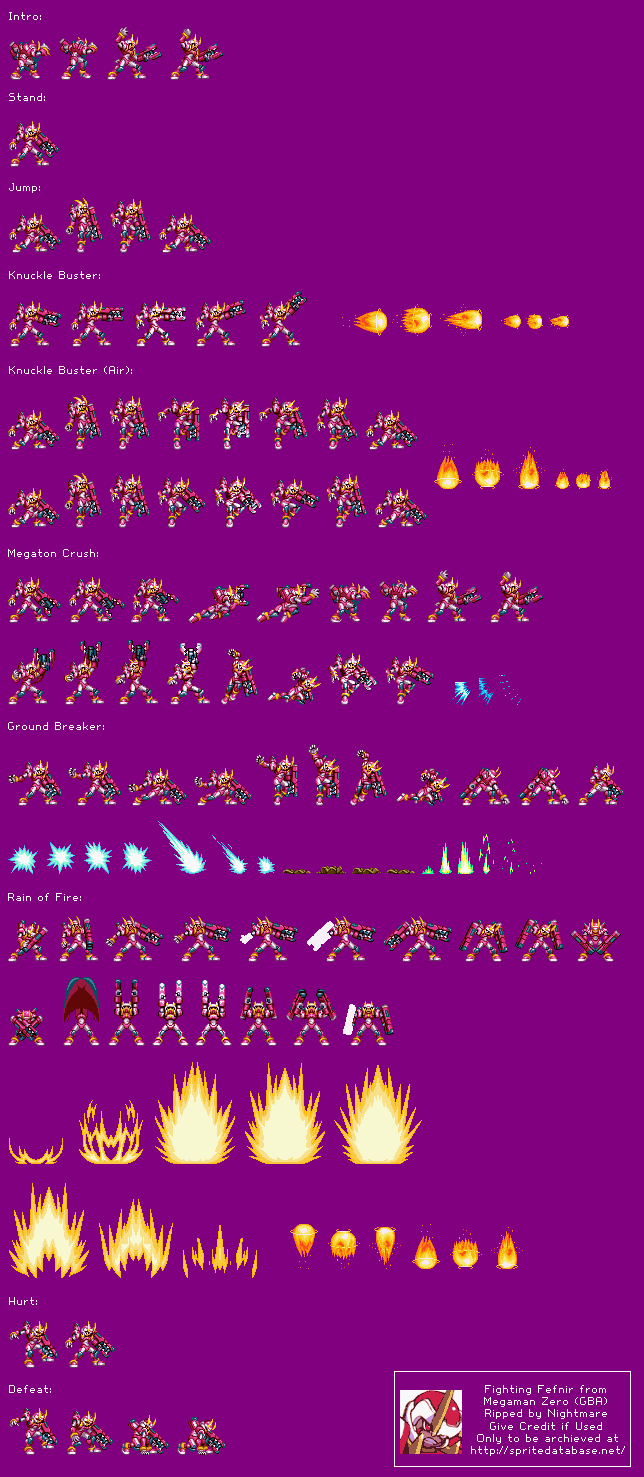 Intro:
Stand:
Jump:
Knuckle Buster:
Knuckle Buster (Air):
Megaton Crush:
Ground Breaker:
Rain of Fire:
Hurt:
Defeat:
Fighting Fefnir from
Megaman Zero (GBA)
Ripped by Nightmare
Give Credit if Used
Only to be archieved at
http://spritedatabase.net/